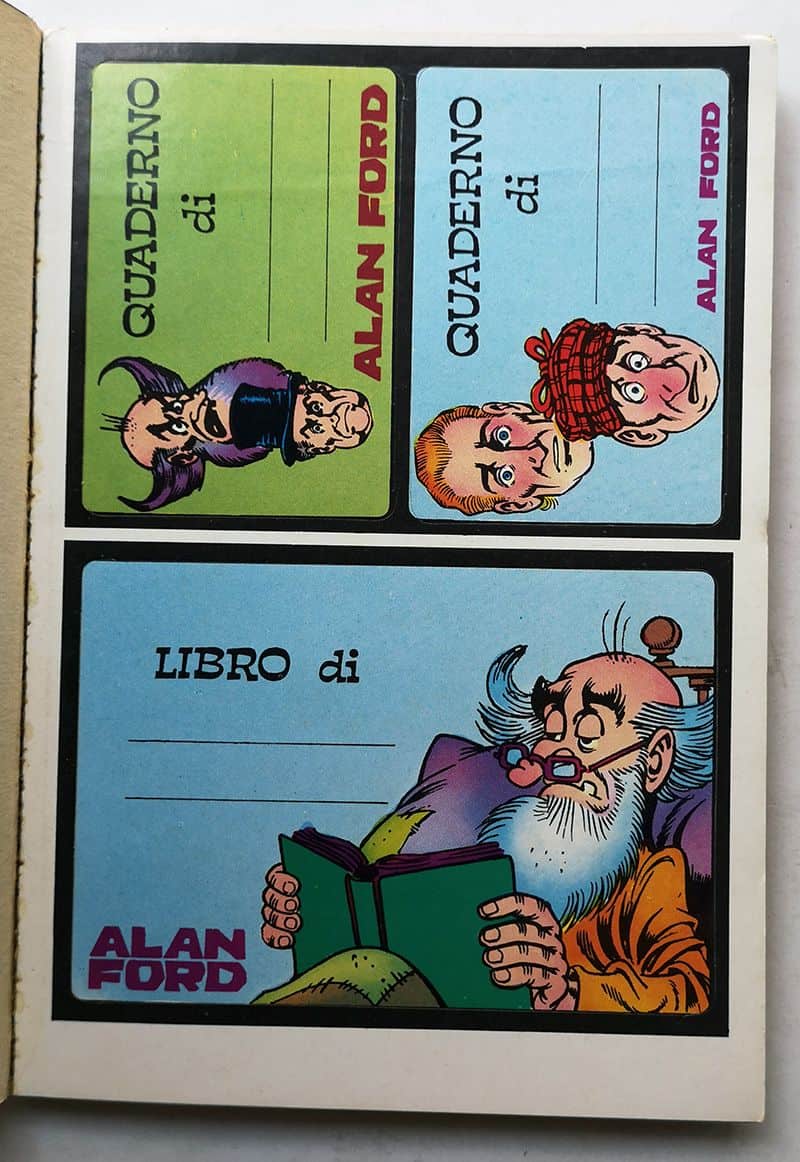 QUADERNO
di
ALAN FORD
QUADERNO
di
ALAN FORD
LIBRO di
ALAN
FORD